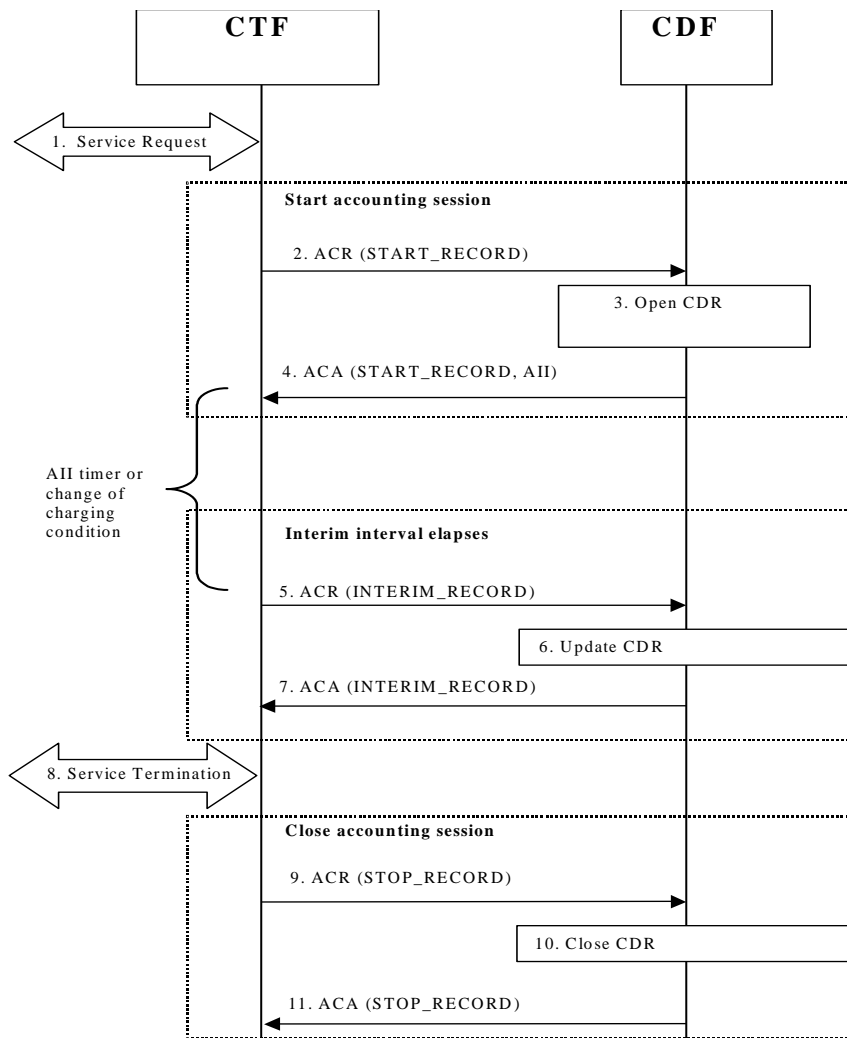 CTF
CDF
1. Service Request
Start accounting session
2. ACR (START_RECORD)
3. Open CDR
4. ACA (START_RECORD, AII)
AII timer or
change of
charging
condition
Interim interval elapses
5. ACR (INTERIM_RECORD)
6. Update CDR
7. ACA (INTERIM_RECORD)
8. Service Termination
Close accounting session
9. ACR (STOP_RECORD)
10. Close CDR
11. ACA (STOP_RECORD)